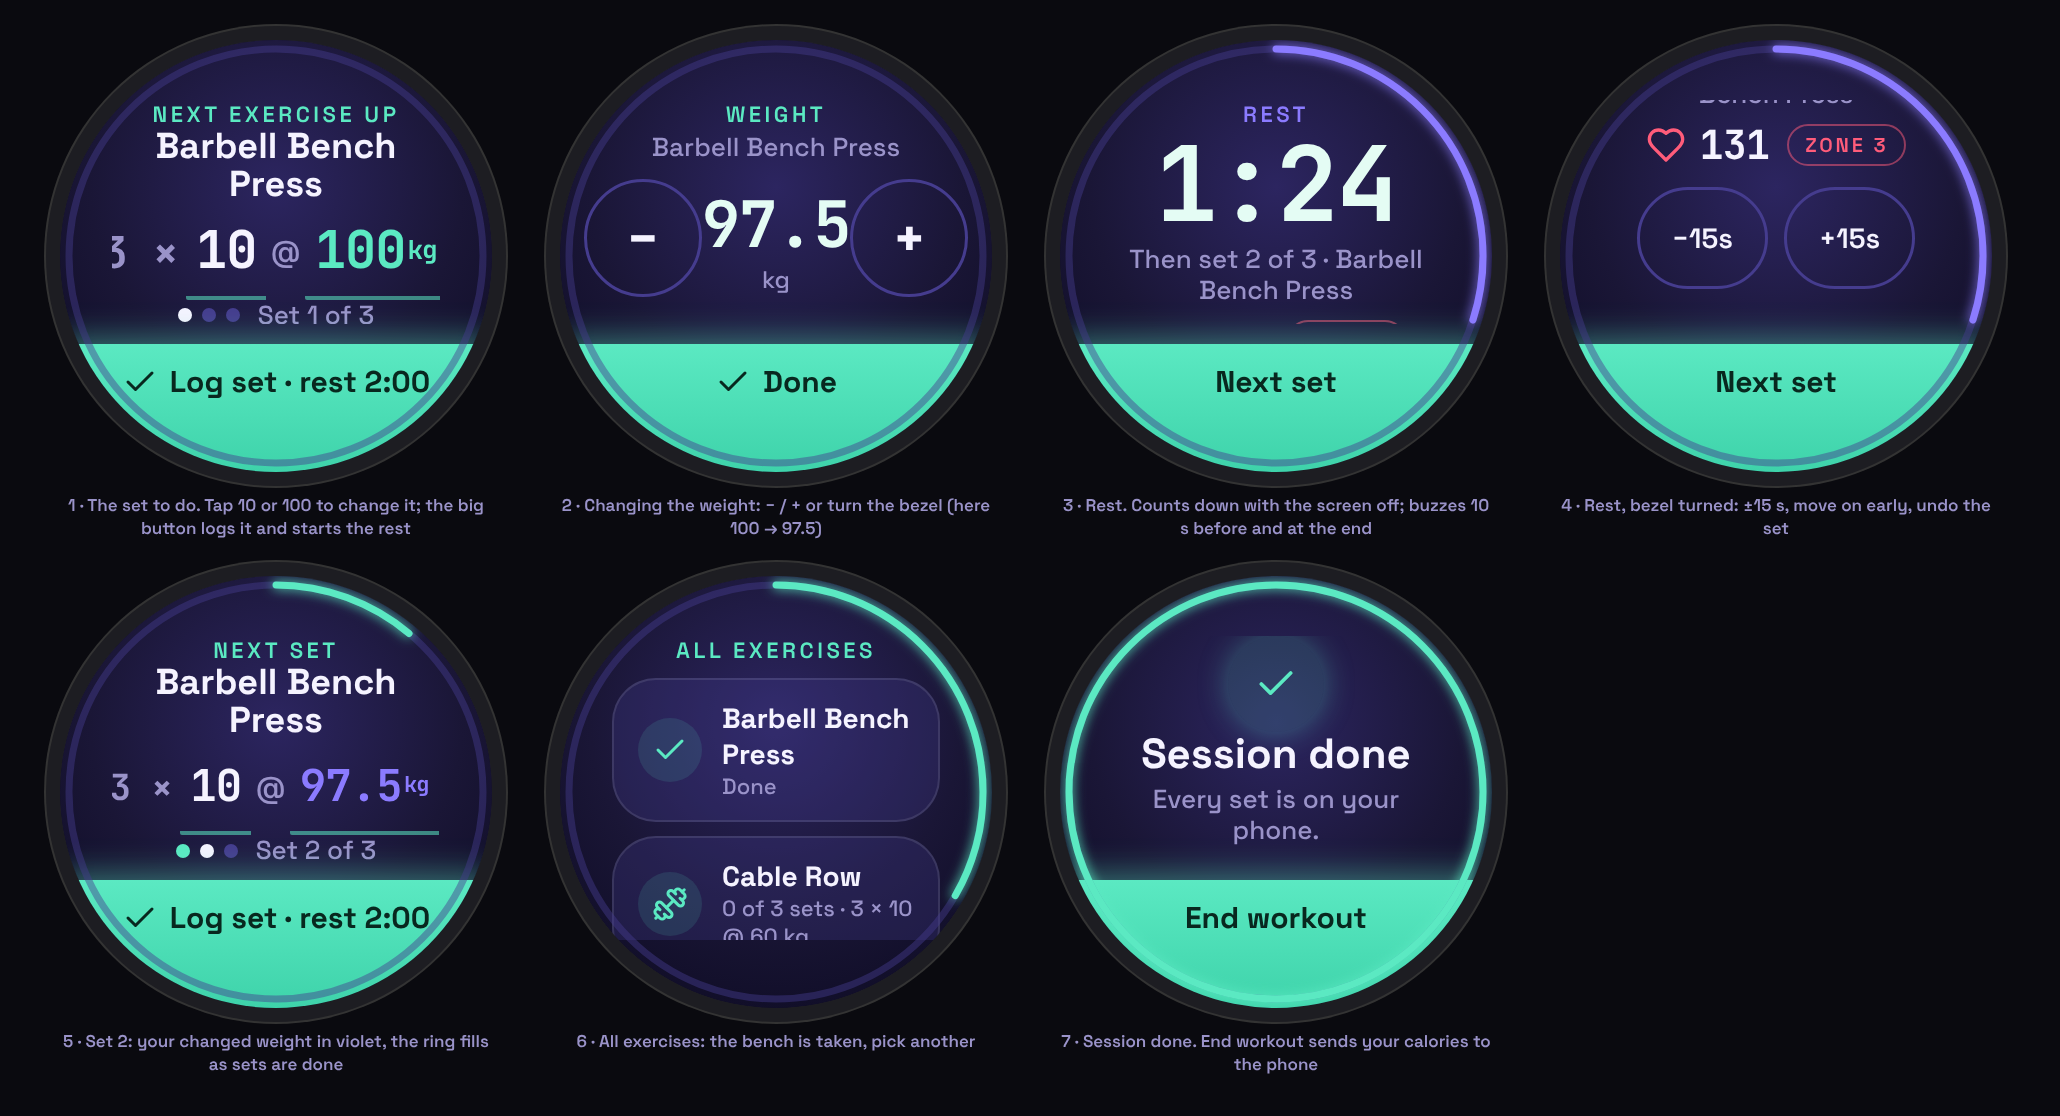 NEXT EXERCISE UP
Barbell Bench
Press
3 × 10 @ 100kg
Set 1 of 3
Log set · rest 2:00
1 · The set to do. Tap 10 or 100 to change it; the big
button logs it and starts the rest
WEIGHT
Barbell Bench Press
− 97.5 +
kg
Done
2 · Changing the weight: − / + or turn the bezel (here
100 → 97.5)
REST
1:24
Then set 2 of 3 · Barbell
Bench Press
Next set
3 · Rest. Counts down with the screen off; buzzes 10
s before and at the end
Bench Press
131 ZONE 3
−15s +15s
Next set
4 · Rest, bezel turned: ±15 s, move on early, undo the
set
NEXT SET
Barbell Bench
Press
3 × 10 @ 97.5kg
Set 2 of 3
Log set · rest 2:00
5 · Set 2: your changed weight in violet, the ring fills
as sets are done
ALL EXERCISES
Barbell Bench
Press
Done
Cable Row
0 of 3 sets · 3 × 10
@ 60 kg
6 · All exercises: the bench is taken, pick another
Session done
Every set is on your
phone.
End workout
7 · Session done. End workout sends your calories to
the phone